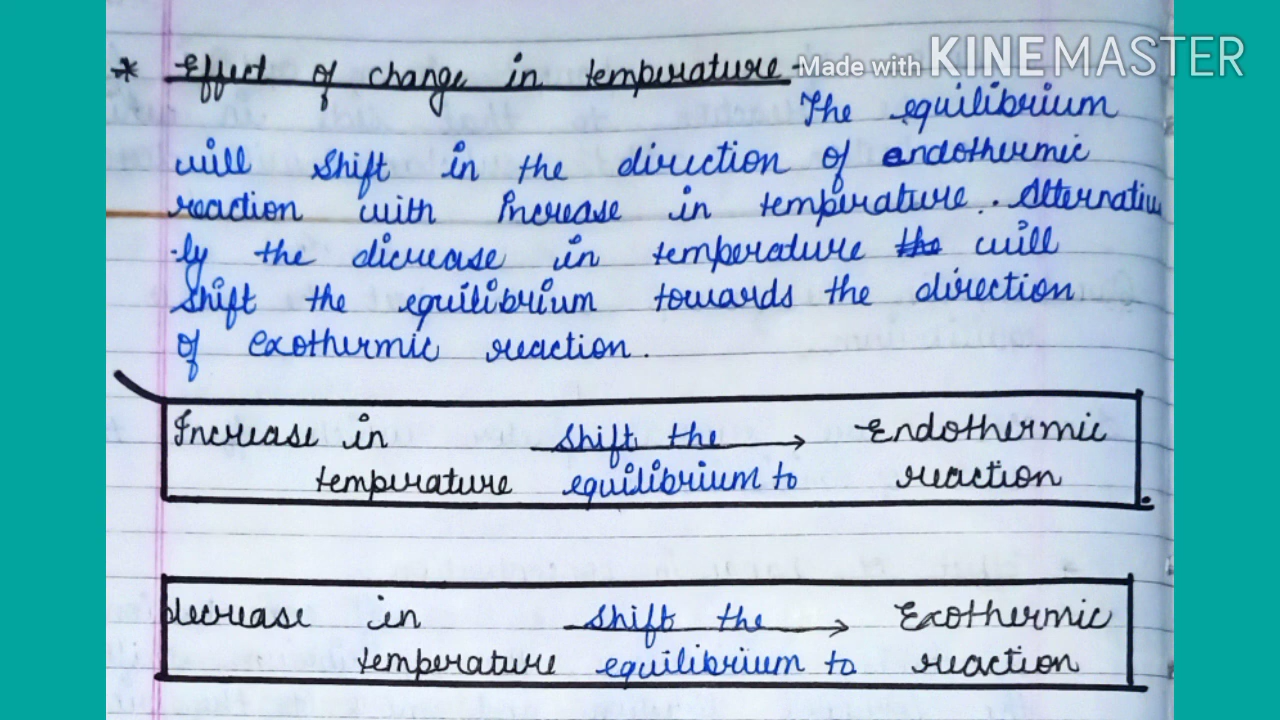 * Effect of change in temperature -
Made with KINEMASTER
The equilibrium
will shift in the direction of endothermic
reaction with increase in temperature. Alternative
-ly the dicrease in temperature the will
shift the equilibrium towards the direction
of exothermic reaction.
Increase in shift the → Endothermic
temperature equilibrium to reaction
decrease in shift the → Exothermic
temperature equilibrium to reaction